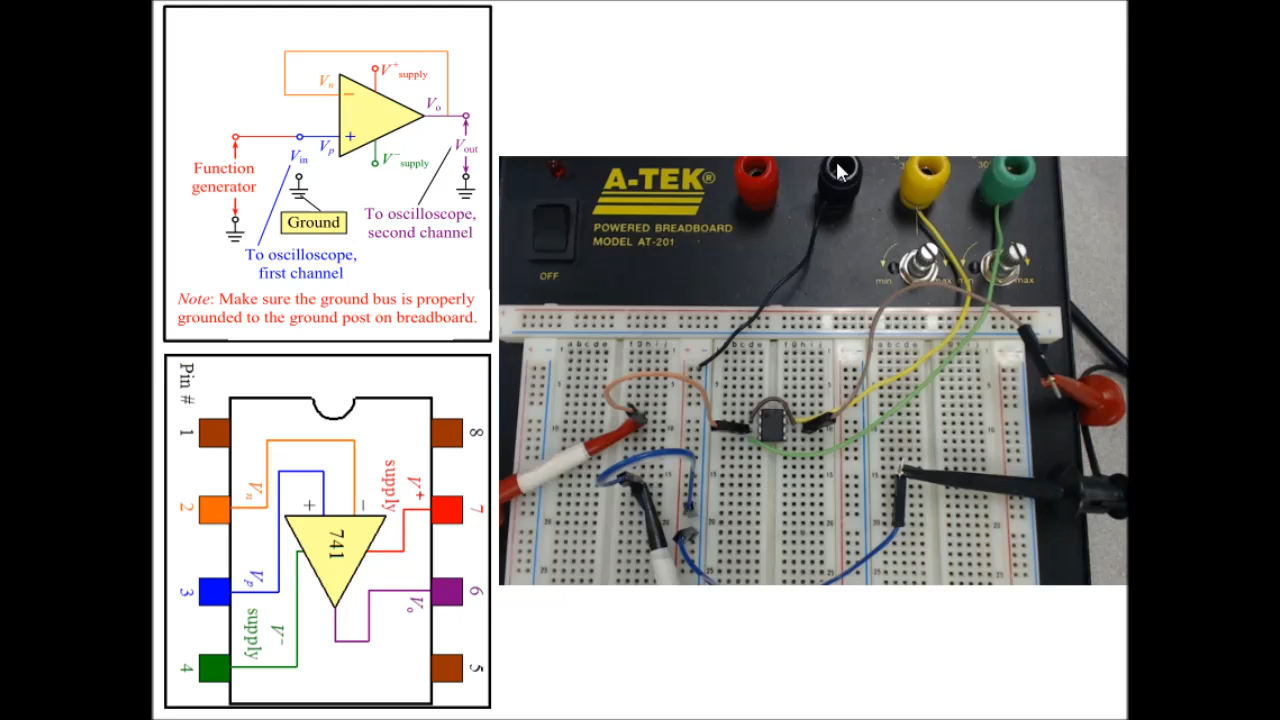 V+supply
Vn
−
Vo
+
Vp
Vin
Vout
V−supply
Function
generator
Ground
To oscilloscope,
second channel
To oscilloscope,
first channel
Note: Make sure the ground bus is properly
grounded to the ground post on breadboard.
Pin #
1
8
Vn
V+
supply
2
7
+
−
741
Vp
3
6
Vo
V−
supply
4
5
A-TEK®
POWERED BREADBOARD
MODEL AT-201
OFF
min
max
min
max